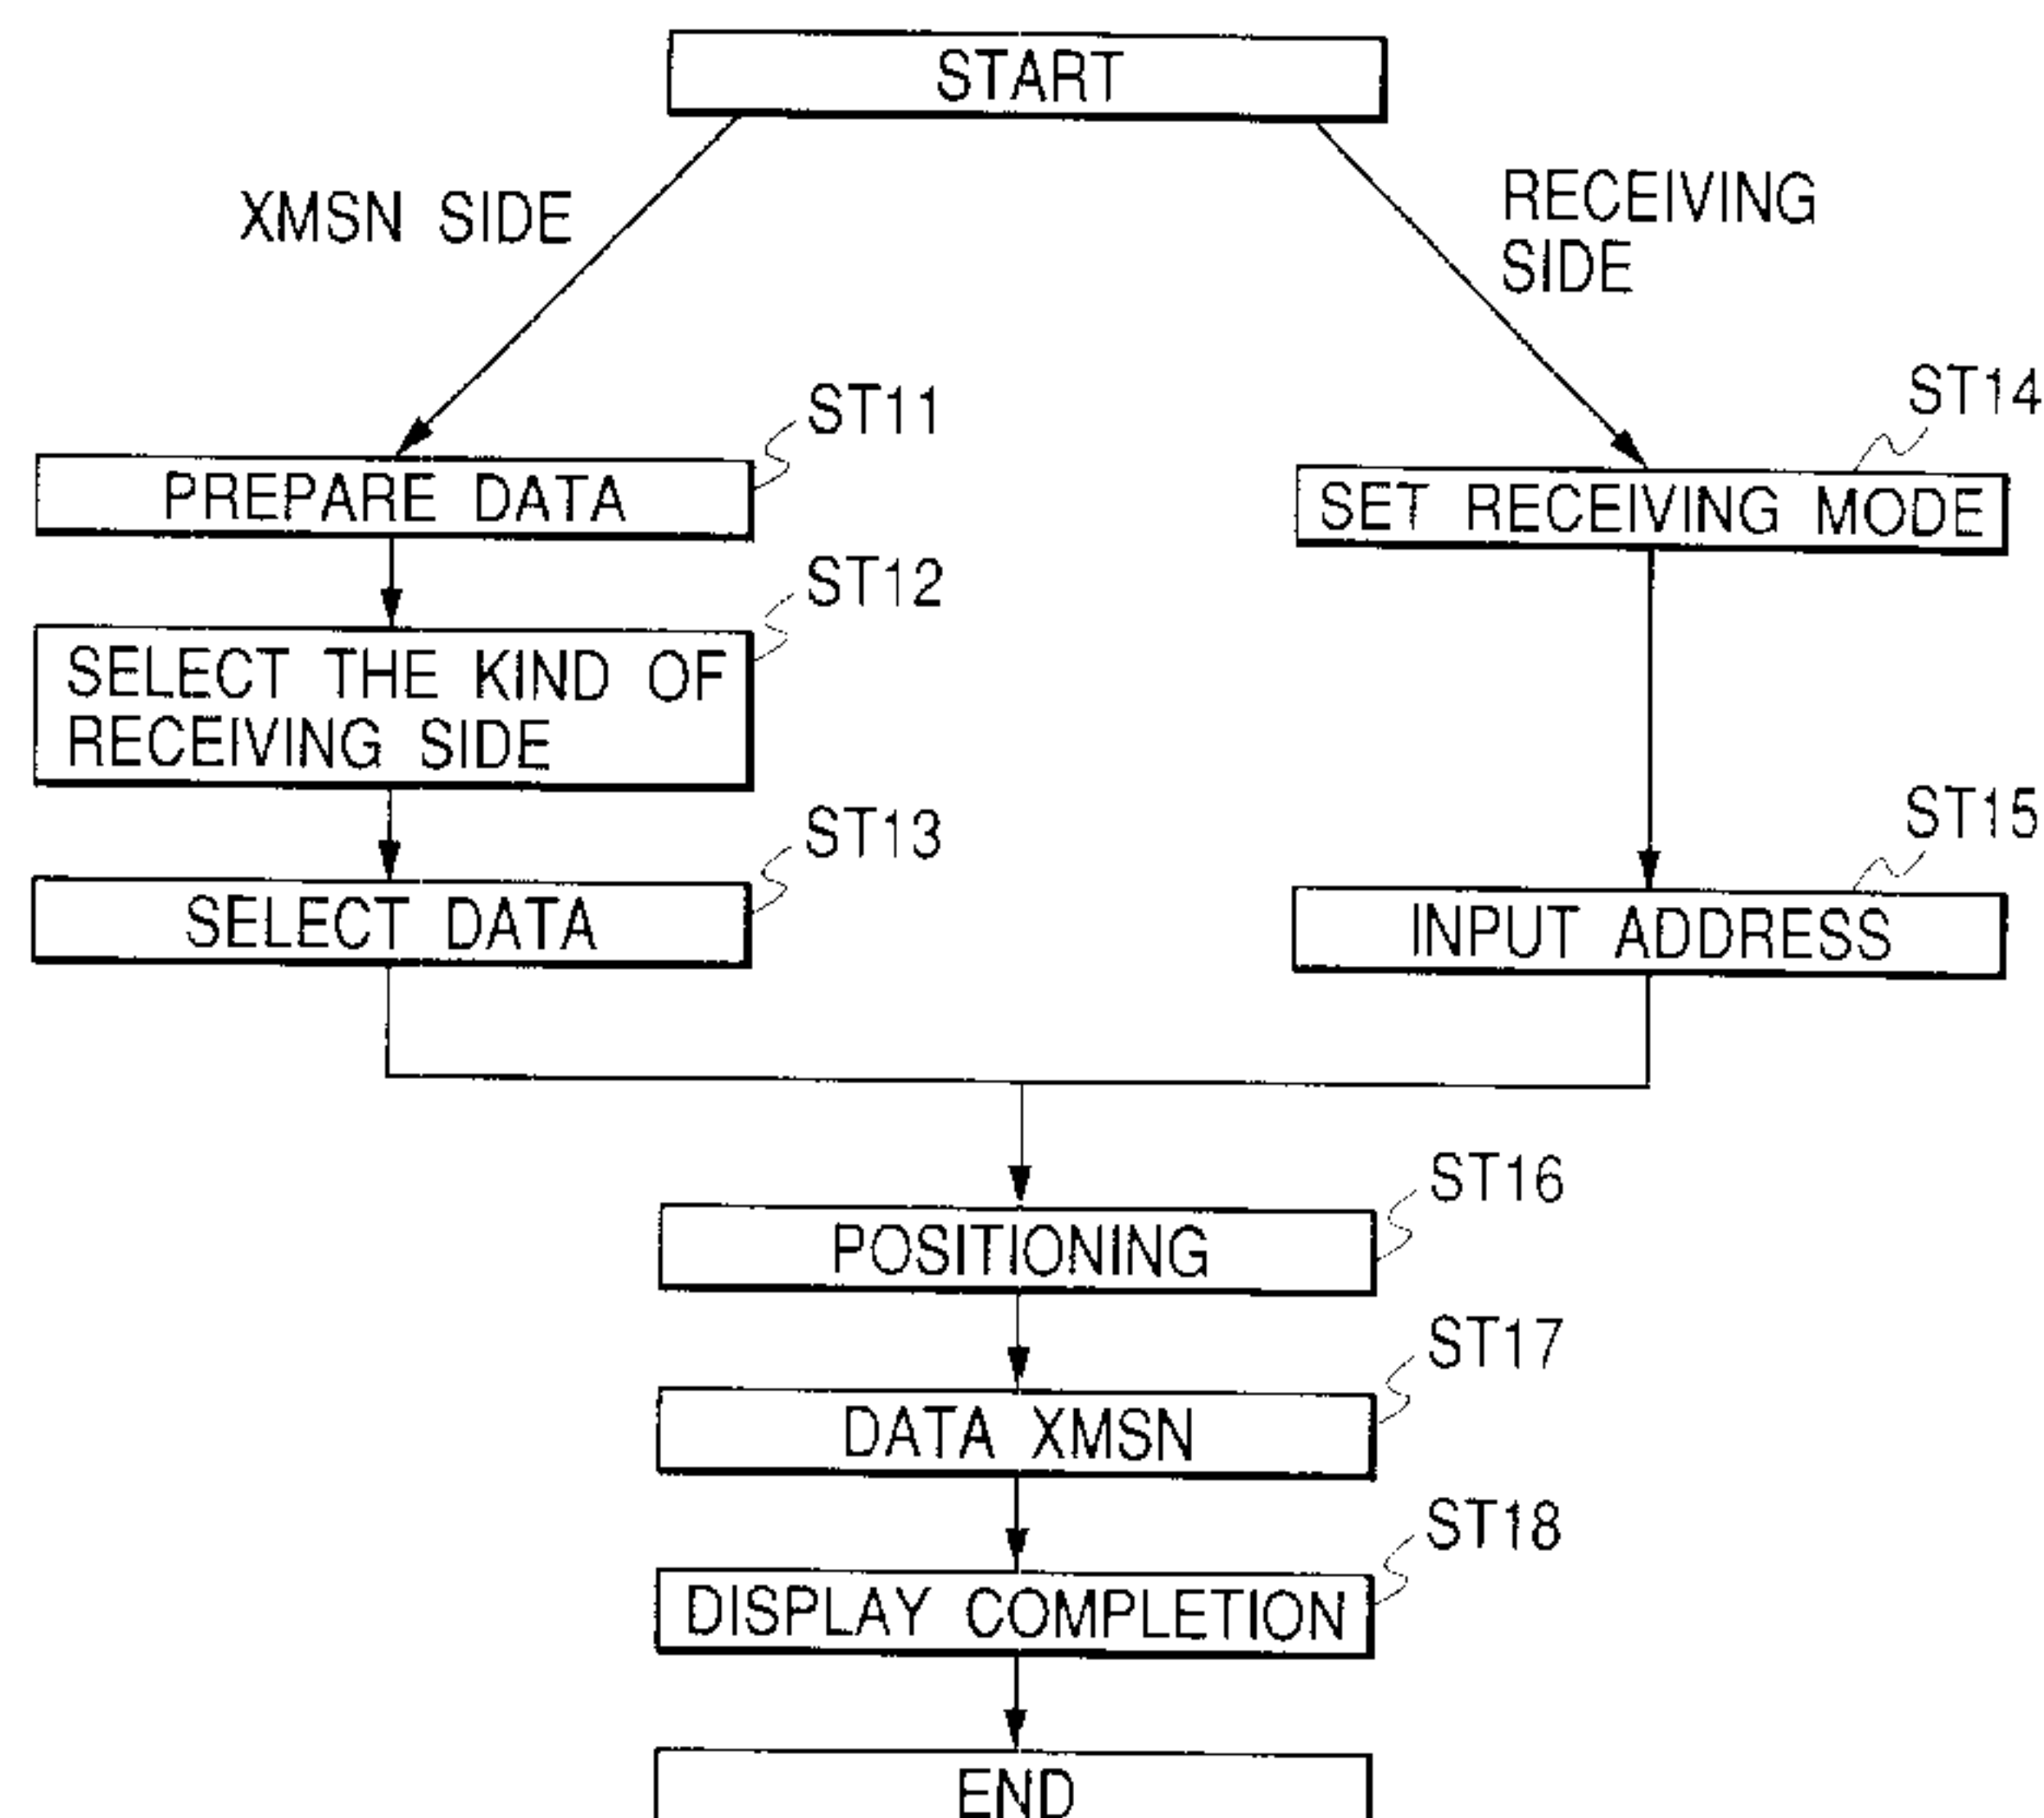 START
XMSN SIDE
RECEIVING
SIDE
ST11
PREPARE DATA
ST14
SET RECEIVING MODE
ST12
SELECT THE KIND OF
RECEIVING SIDE
ST13
SELECT DATA
ST15
INPUT ADDRESS
ST16
POSITIONING
ST17
DATA XMSN
ST18
DISPLAY COMPLETION
END